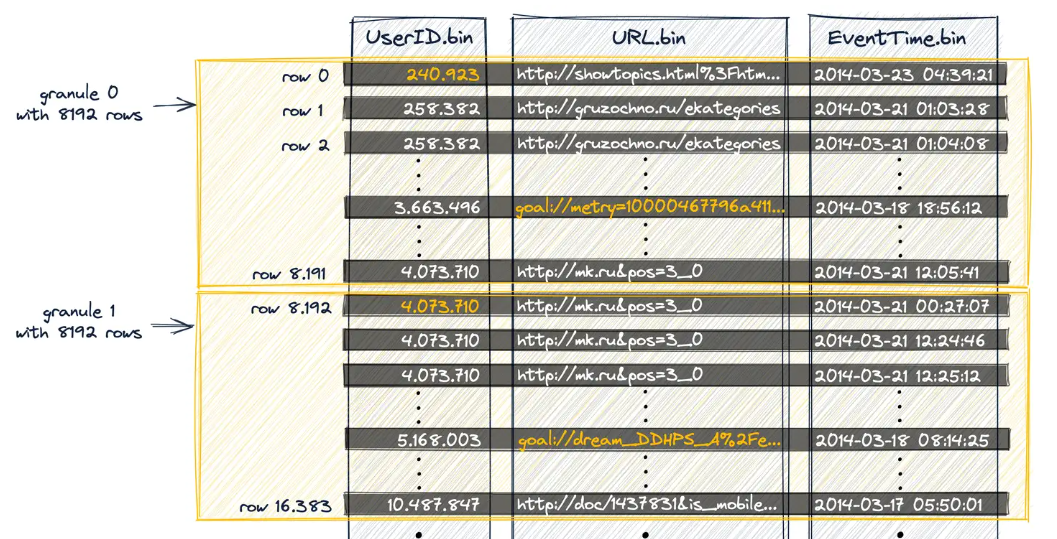 UserID.bin URL.bin EventTime.bin
row 0 240.923 http://showtopics.html%3Fhtm... 2014-03-23 04:39:21
granule 0
with 8192 rows
row 1 258.382 http://gruzochno.ru/ekategories 2014-03-21 01:03:28
row 2 258.382 http://gruzochno.ru/ekategories 2014-03-21 01:04:08
3.663.496 goal://metry=10000467796a411... 2014-03-18 18:56:12
row 8.191 4.073.710 http://mk.ru&pos=3_0 2014-03-21 12:05:41
granule 1
with 8192 rows
row 8.192 4.073.710 http://mk.ru&pos=3_0 2014-03-21 00:27:07
4.073.710 http://mk.ru&pos=3_0 2014-03-21 12:24:46
4.073.710 http://mk.ru&pos=3_0 2014-03-21 12:25:12
5.168.003 goal://dream_DDHPS_A%2Fe... 2014-03-18 08:14:25
row 16.383 10.487.847 http://doc/1437831&is_mobile... 2014-03-17 05:50:01